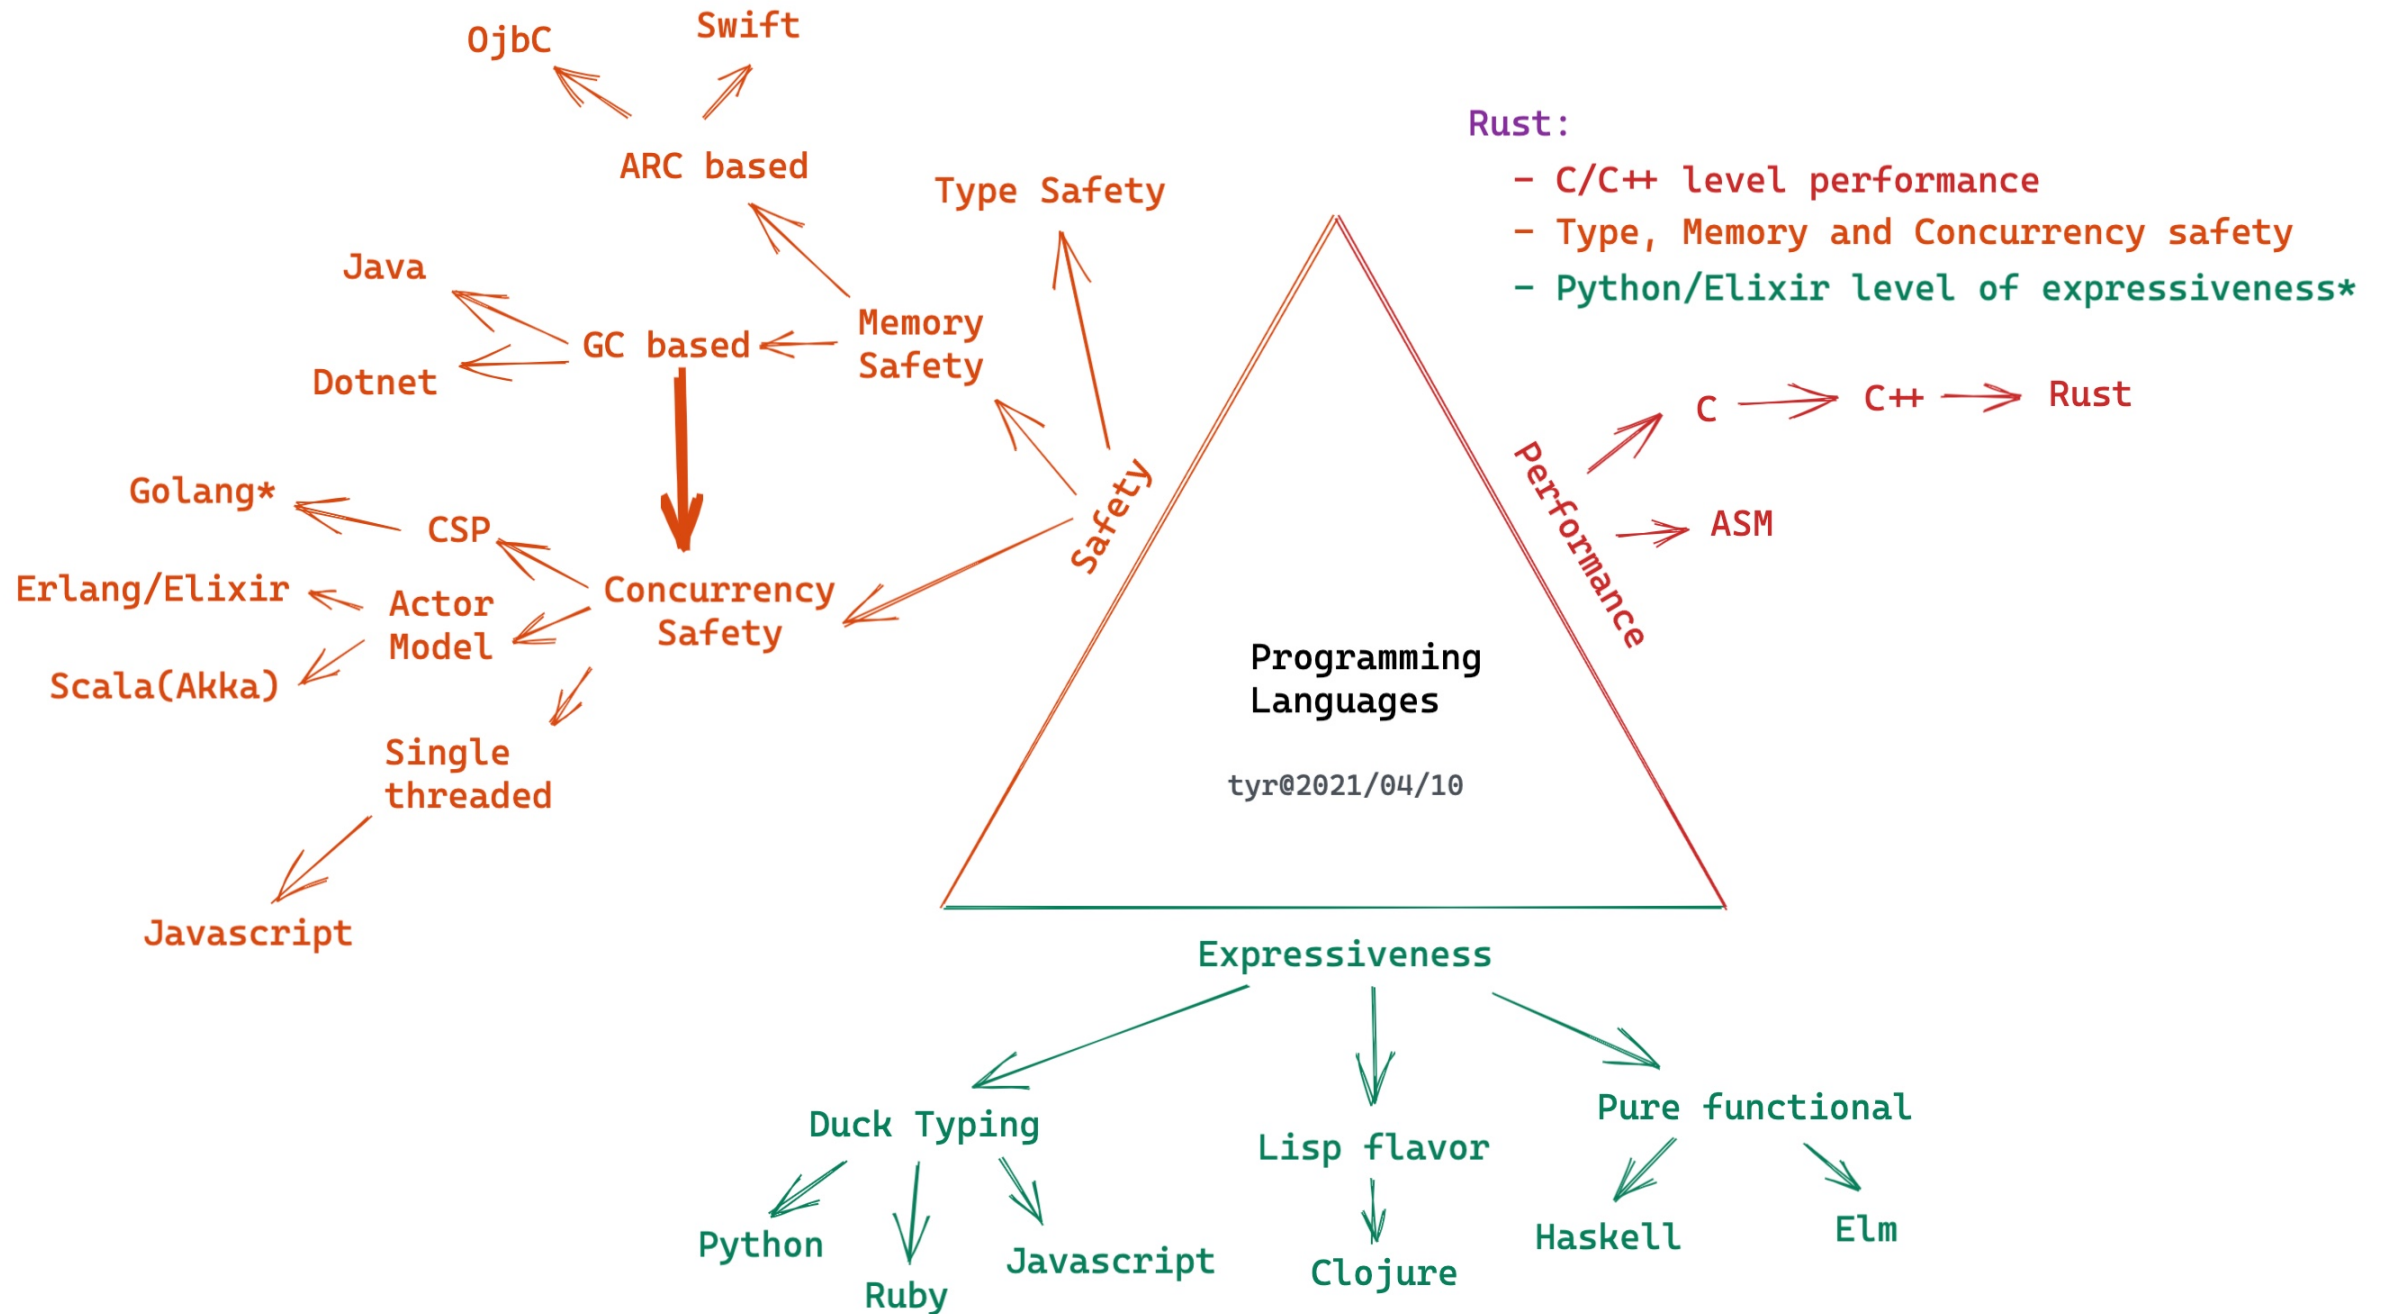 OjbC
Swift
ARC based
Type Safety
Java
GC based
Memory
Safety
Dotnet
Golang*
CSP
Erlang/Elixir
Actor
Model
Concurrency
Safety
Scala(Akka)
Single
threaded
Javascript
Safety
Rust:
- C/C++ level performance
- Type, Memory and Concurrency safety
- Python/Elixir level of expressiveness*
C
C++
Rust
ASM
Performance
Programming
Languages
tyr@2021/04/10
Expressiveness
Duck Typing
Lisp flavor
Pure functional
Python
Ruby
Javascript
Clojure
Haskell
Elm